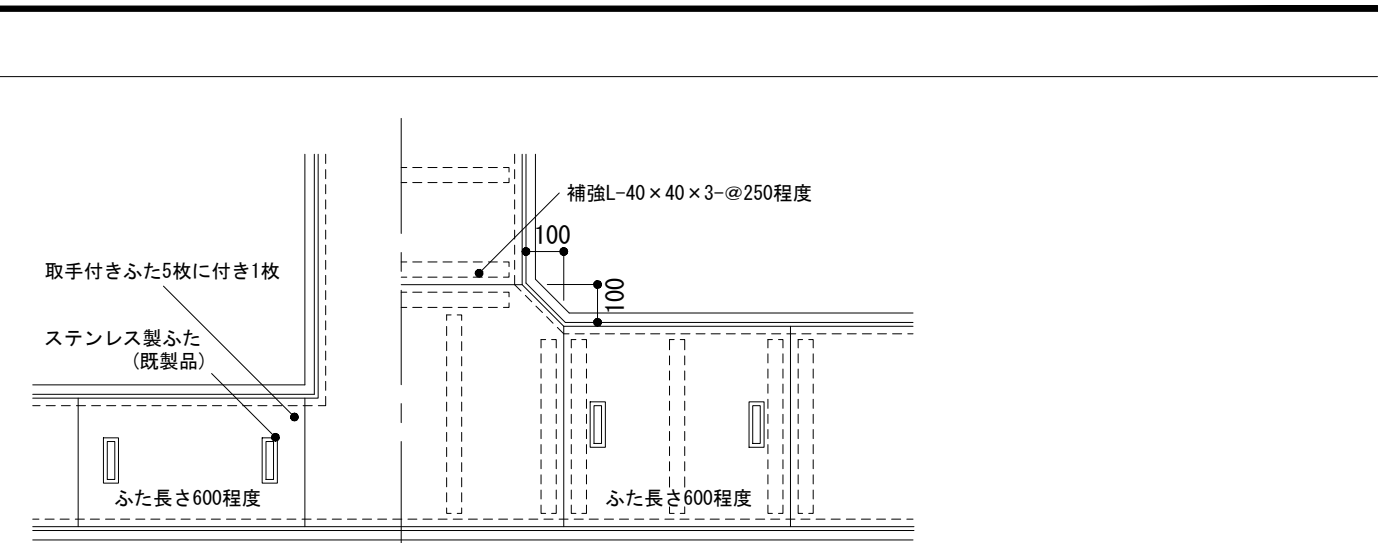 補強L-40×40×3-@250程度
100
100
取手付きふた5枚に付き1枚
ステンレス製ふた
(既製品)
ふた長さ600程度
ふた長さ600程度